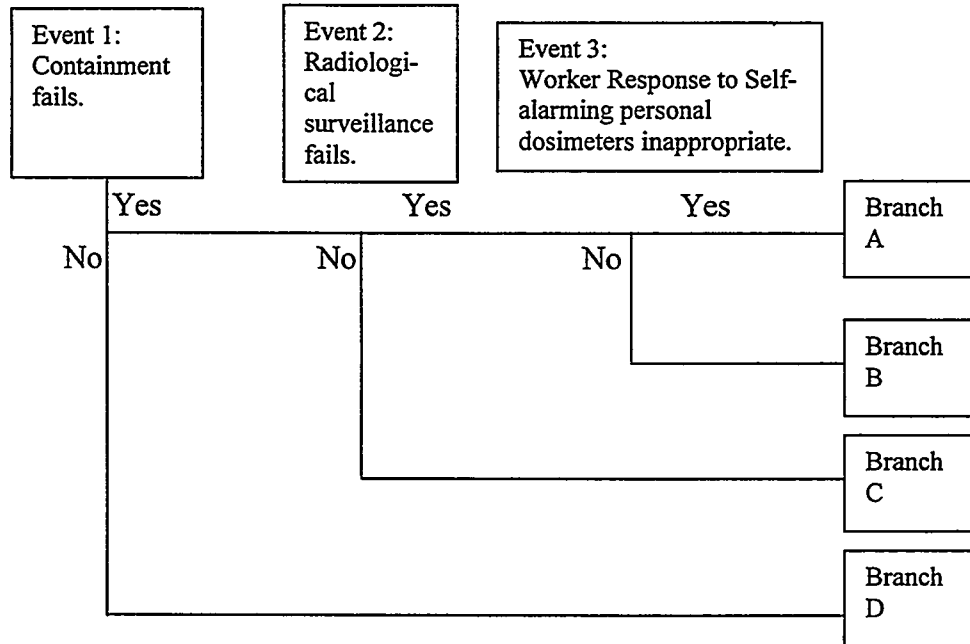 Event 1:
Containment
fails.
Event 2:
Radiologi-
cal
surveillance
fails.
Event 3:
Worker Response to Self-
alarming personal
dosimeters inappropriate.
Yes
Yes
Yes
No
No
No
Branch
A
Branch
B
Branch
C
Branch
D